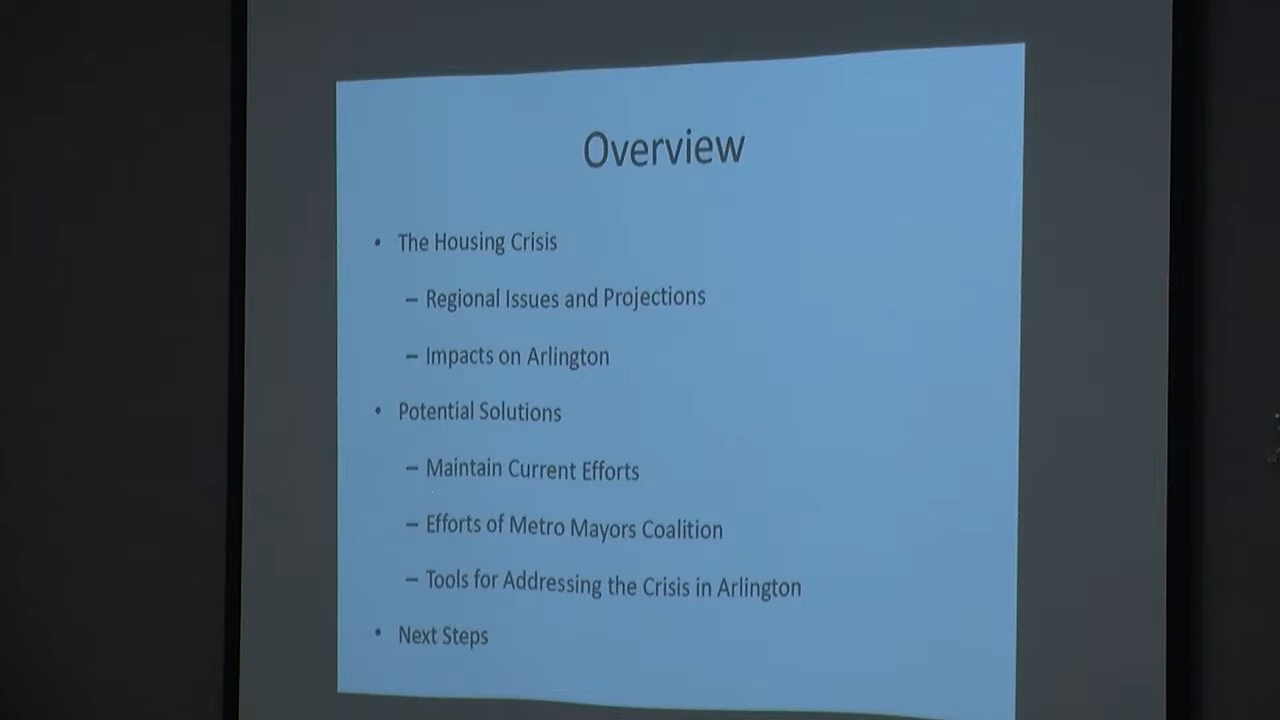 Overview
• The Housing Crisis
– Regional Issues and Projections
– Impacts on Arlington
• Potential Solutions
– Maintain Current Efforts
– Efforts of Metro Mayors Coalition
– Tools for Addressing the Crisis in Arlington
• Next Steps